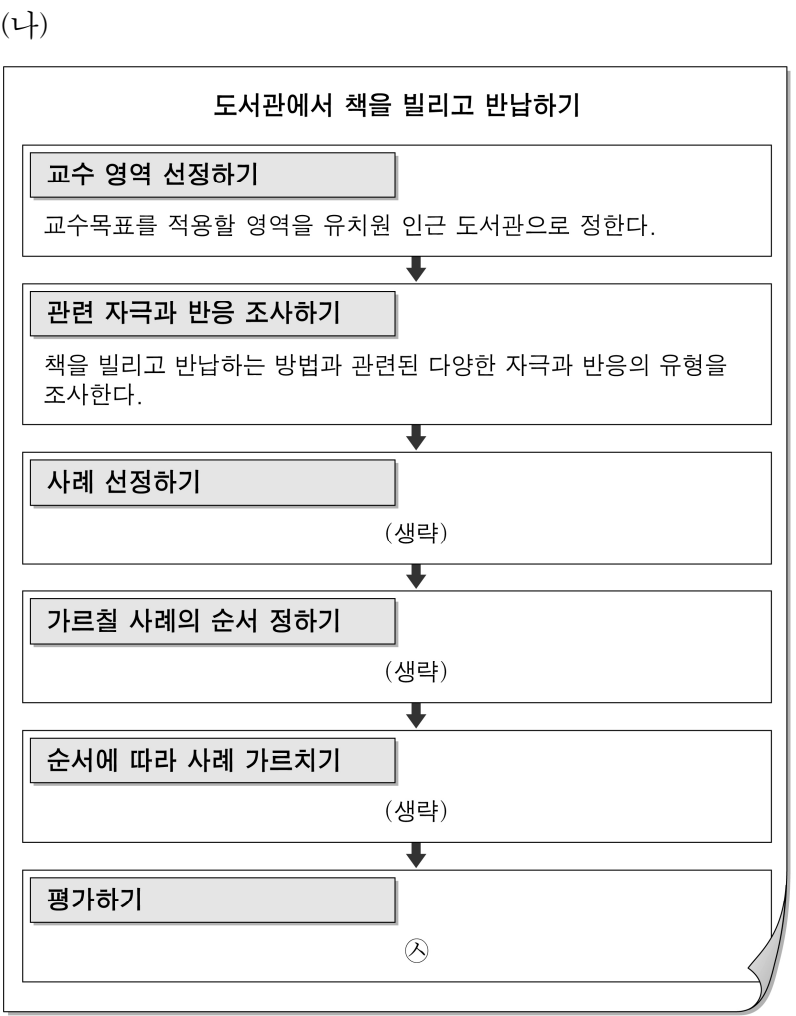 (나)
도서관에서 책을 빌리고 반납하기
교수 영역 선정하기
교수목표를 적용할 영역을 유치원 인근 도서관으로 정한다.
관련 자극과 반응 조사하기
책을 빌리고 반납하는 방법과 관련된 다양한 자극과 반응의 유형을
조사한다.
사례 선정하기
(생략)
가르칠 사례의 순서 정하기
(생략)
순서에 따라 사례 가르치기
(생략)
평가하기
㉦